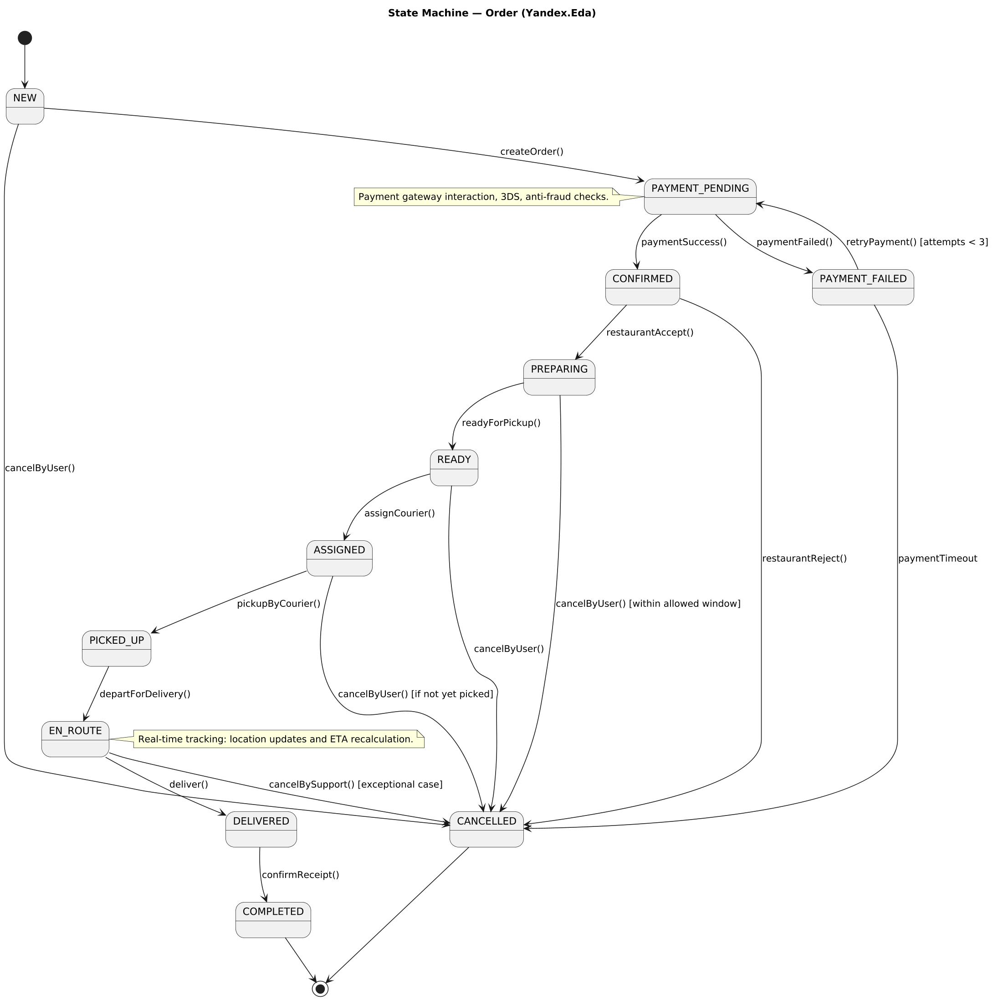 State Machine — Order (Yandex.Eda)
NEW
createOrder()
PAYMENT_PENDING
Payment gateway interaction, 3DS, anti-fraud checks.
paymentSuccess()
paymentFailed()
retryPayment() [attempts < 3]
CONFIRMED
PAYMENT_FAILED
restaurantAccept()
PREPARING
readyForPickup()
READY
cancelByUser()
assignCourier()
ASSIGNED
restaurantReject()
paymentTimeout
pickupByCourier()
cancelByUser() [within allowed window]
PICKED_UP
cancelByUser()
departForDelivery()
cancelByUser() [if not yet picked]
EN_ROUTE
Real-time tracking: location updates and ETA recalculation.
deliver()
cancelBySupport() [exceptional case]
DELIVERED
CANCELLED
confirmReceipt()
COMPLETED